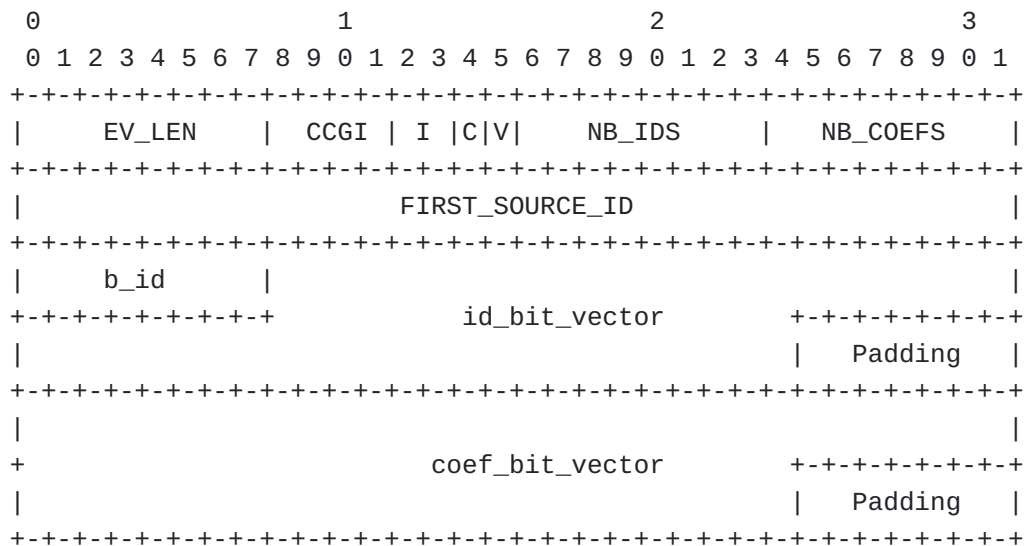 0                   1                   2                   3
 0 1 2 3 4 5 6 7 8 9 0 1 2 3 4 5 6 7 8 9 0 1 2 3 4 5 6 7 8 9 0 1
+-+-+-+-+-+-+-+-+-+-+-+-+-+-+-+-+-+-+-+-+-+-+-+-+-+-+-+-+-+-+-+-+
|     EV_LEN    |  CCGI | I |C|V|    NB_IDS     |   NB_COEFS    |
+-+-+-+-+-+-+-+-+-+-+-+-+-+-+-+-+-+-+-+-+-+-+-+-+-+-+-+-+-+-+-+-+
|                        FIRST_SOURCE_ID                        |
+-+-+-+-+-+-+-+-+-+-+-+-+-+-+-+-+-+-+-+-+-+-+-+-+-+-+-+-+-+-+-+-+
|     b_id      |                                               |
+-+-+-+-+-+-+-+-+            id_bit_vector        +-+-+-+-+-+-+-+
|                                                 |   Padding   |
+-+-+-+-+-+-+-+-+-+-+-+-+-+-+-+-+-+-+-+-+-+-+-+-+-+-+-+-+-+-+-+-+
|                                                               |
+                          coef_bit_vector        +-+-+-+-+-+-+-+
|                                                 |   Padding   |
+-+-+-+-+-+-+-+-+-+-+-+-+-+-+-+-+-+-+-+-+-+-+-+-+-+-+-+-+-+-+-+-+